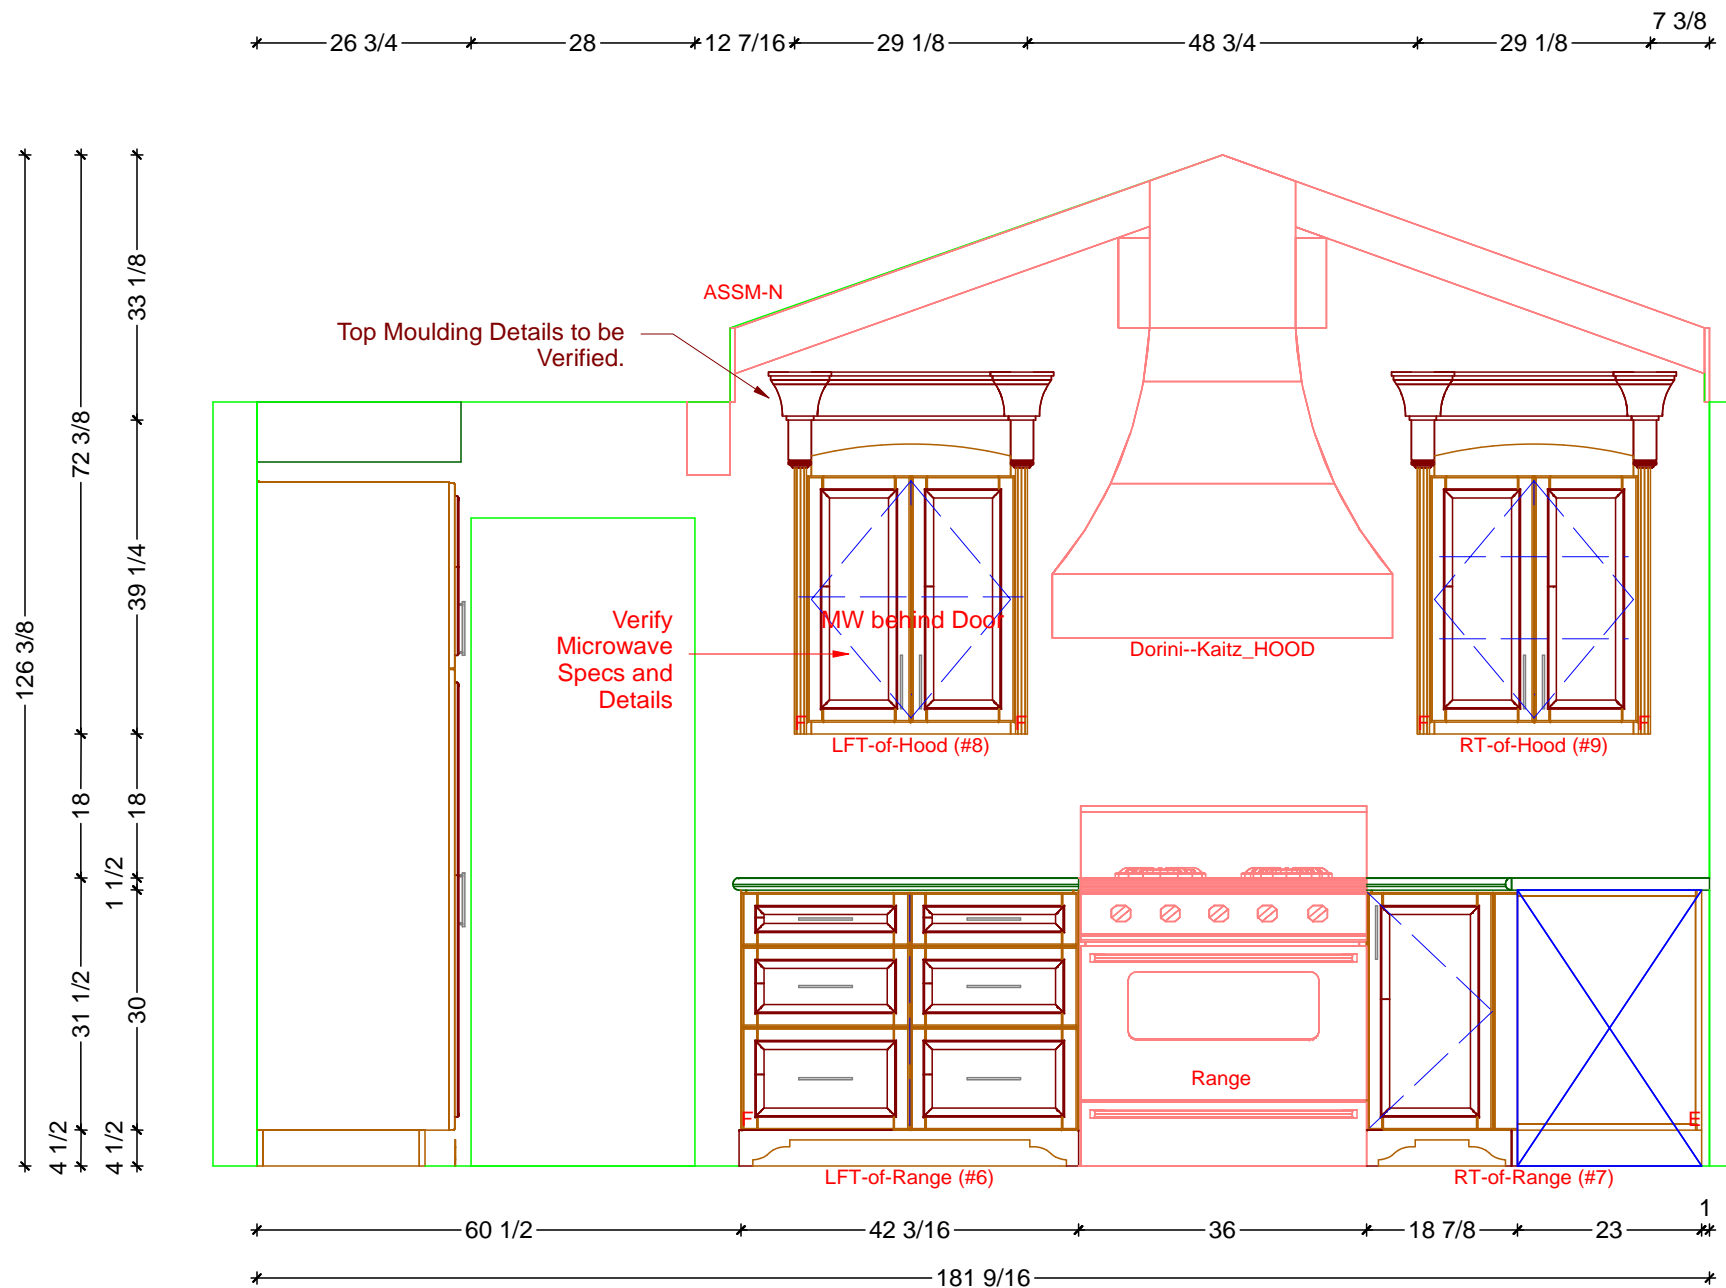 7 3/8
26 3/4
28
12 7/16
29 1/8
48 3/4
29 1/8
ASSM-N
Top Moulding Details to be
Verified.
126 3/8
72 3/8
18
31 1/2
4 1/2
33 1/8
39 1/4
18
1 1/2
30
4 1/2
Verify
Microwave
Specs and
Details
MW behind Door
Dorini--Kaitz_HOOD
F
F
F
F
LFT-of-Hood (#8)
RT-of-Hood (#9)
Range
F
E
LFT-of-Range (#6)
RT-of-Range (#7)
60 1/2
42 3/16
36
18 7/8
23
1
181 9/16